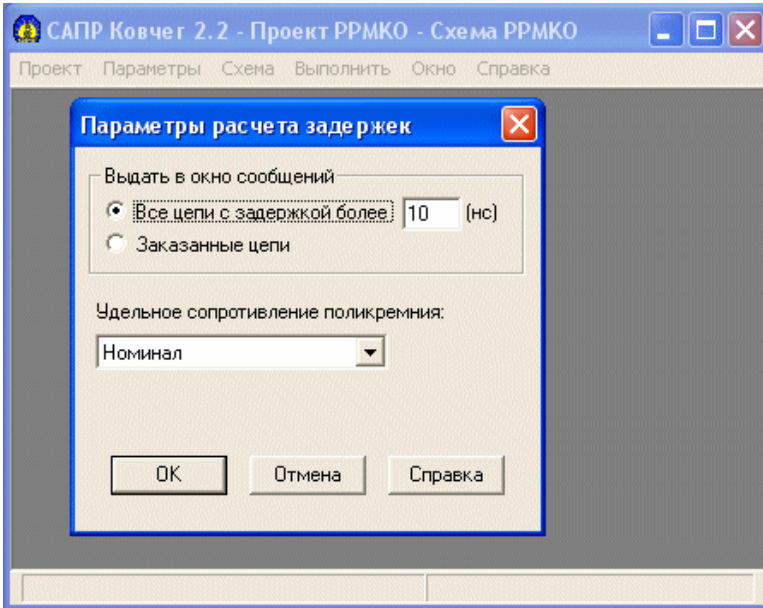 САПР Ковчег 2.2 - Проект РРМКО - Схема РРМКО
Проект Параметры Схема Выполнить Окно Справка
Параметры расчета задержек
Выдать в окно сообщений
Все цепи с задержкой более 10 (нс)
Заказанные цепи
Удельное сопротивление поликремния:
Номинал
OK Отмена Справка